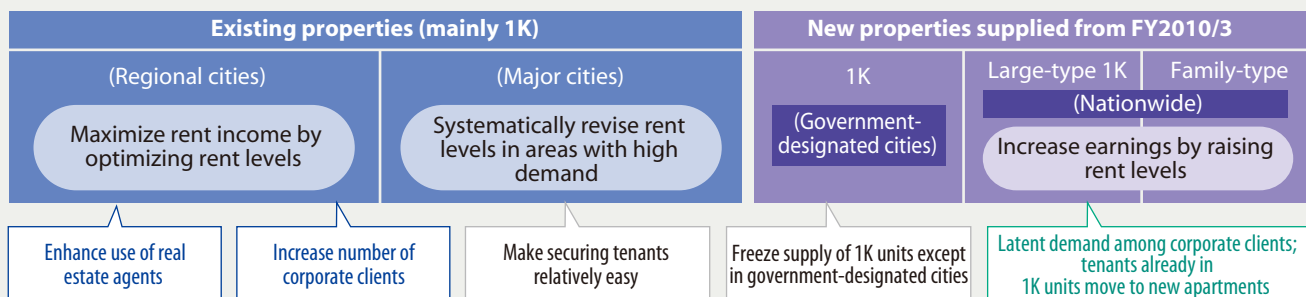 Existing properties (mainly 1K)
(Regional cities)
Maximize rent income by
optimizing rent levels
(Major cities)
Systematically revise rent
levels in areas with high
demand
New properties supplied from FY2010/3
1K
(Government-
designated cities)
Large-type 1K
Family-type
(Nationwide)
Increase earnings by raising
rent levels
Enhance use of real
estate agents
Increase number of
corporate clients
Make securing tenants
relatively easy
Freeze supply of 1K units except
in government-designated cities
Latent demand among corporate clients;
tenants already in
1K units move to new apartments